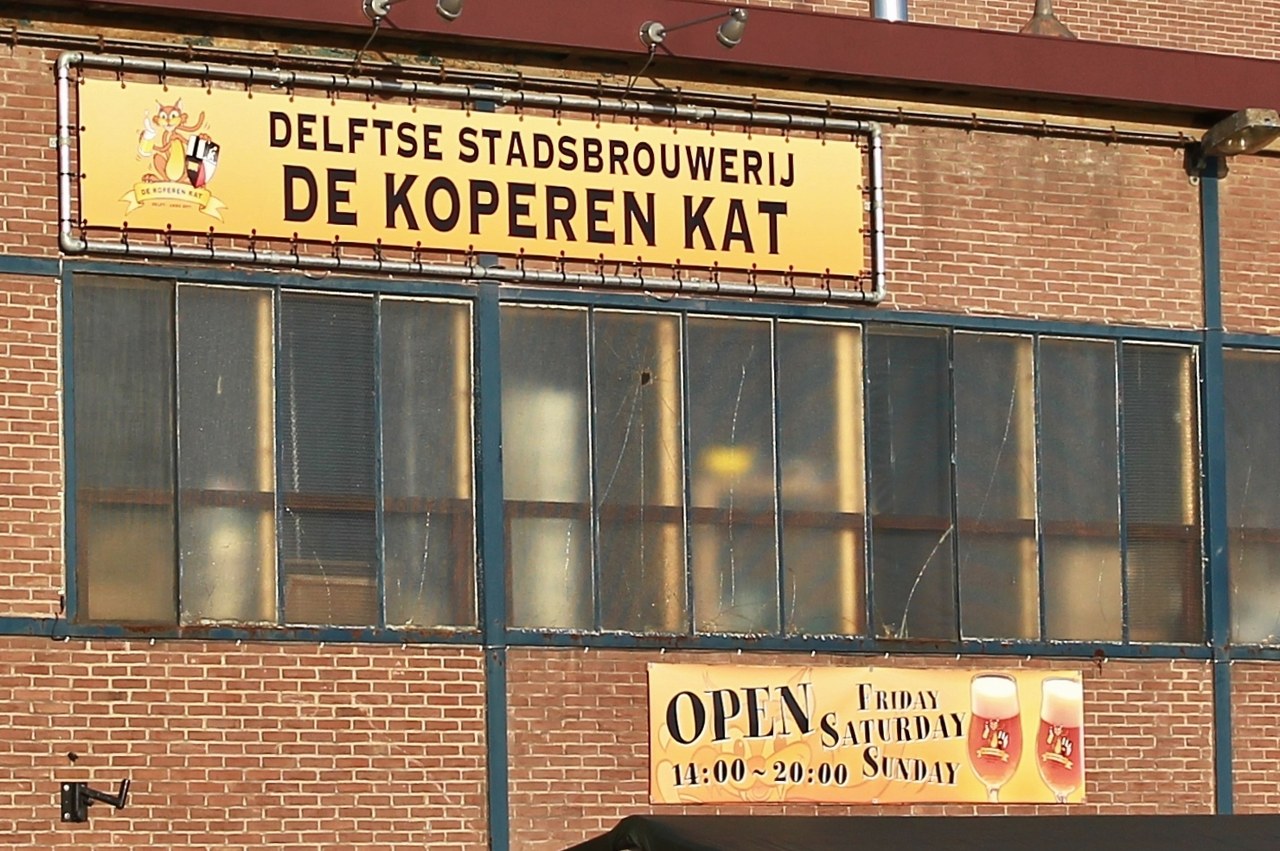 DELFTSE STADSBROUWERIJ
DE KOPEREN KAT
DE KOPEREN KAT
OPEN
14:00~20:00
FRIDAY
SATURDAY
SUNDAY